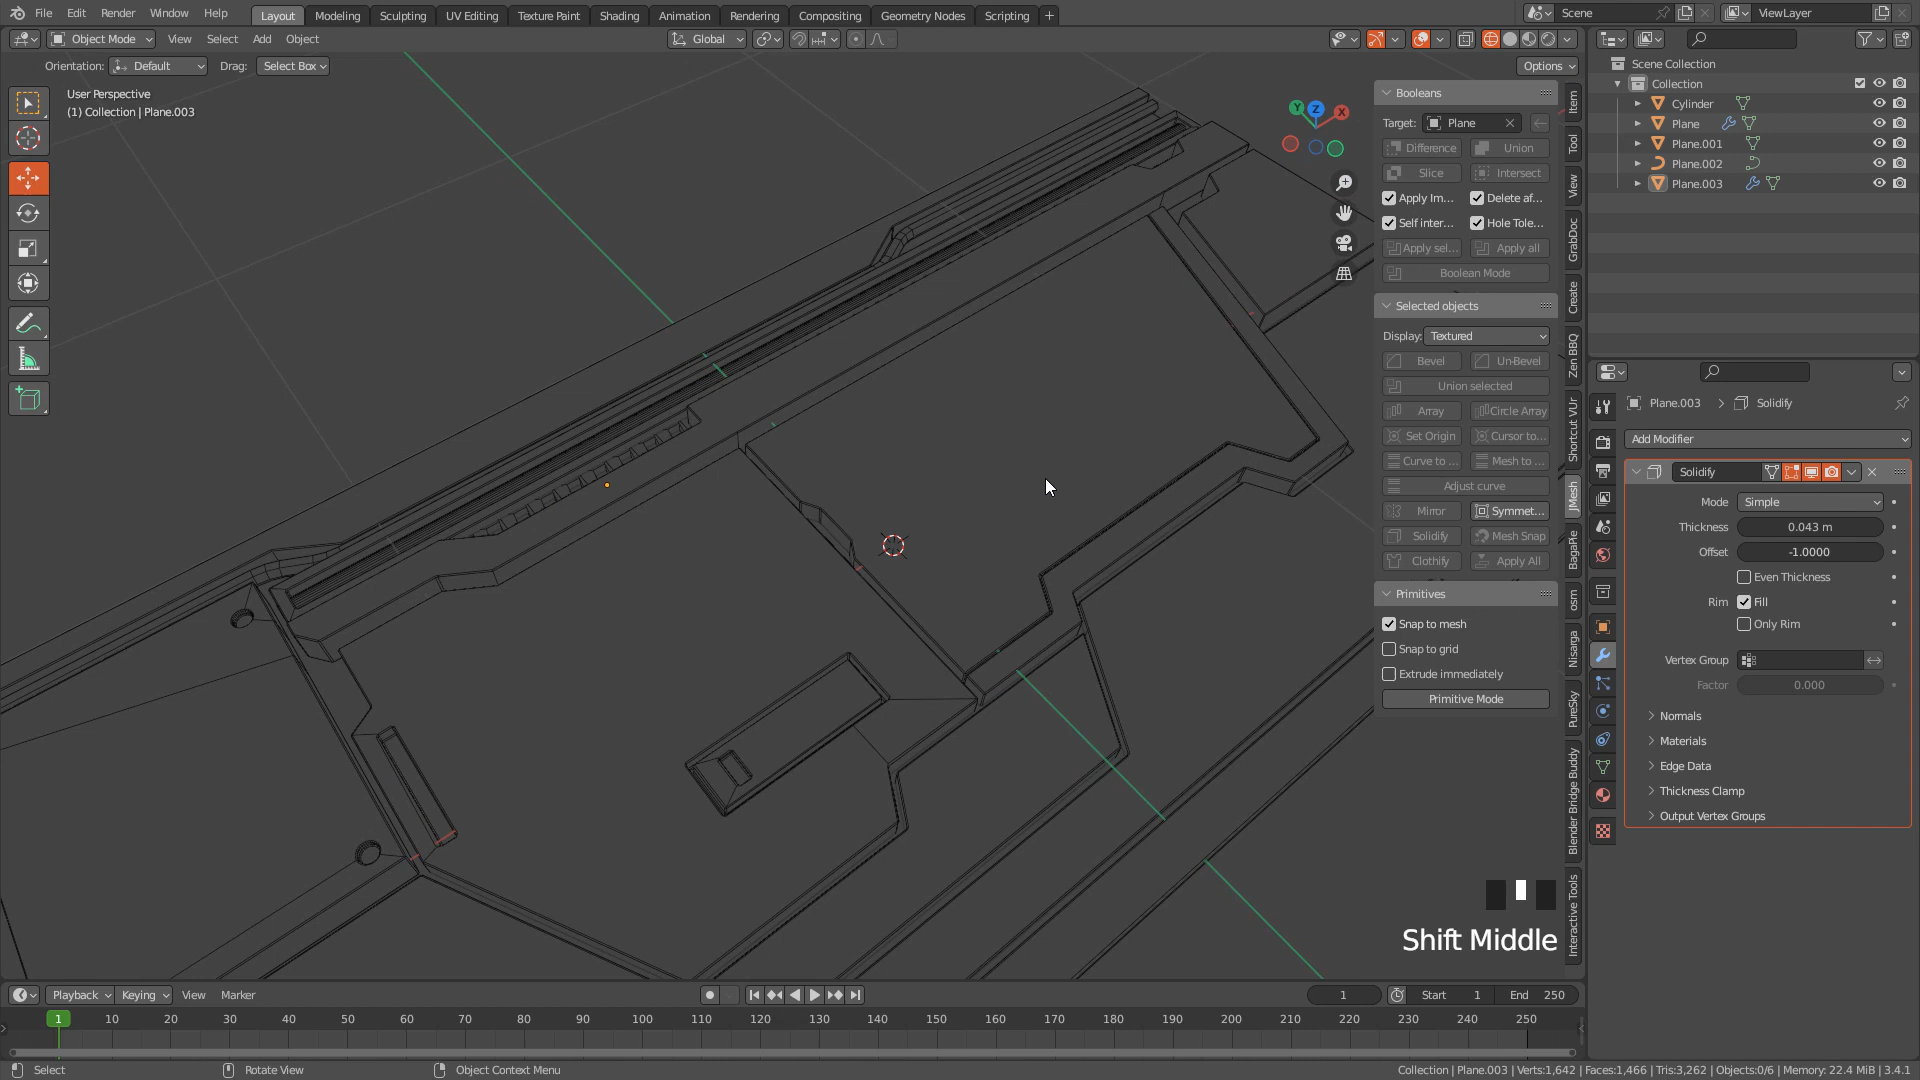 File Edit Render Window Help Layout Modeling Sculpting UV Editing Texture Paint Shading Animation Rendering Compositing Geometry Nodes Scripting + Scene ViewLayer
Object Mode View Select Add Object Global
Orientation: Default Drag: Select Box Options
User Perspective
(1) Collection | Plane.003
Y Z X
Booleans
Target: Plane
Difference Union
Slice Intersect
Apply Im... Delete af...
Self inter... Hole Tole...
Apply sel... Apply all
Boolean Mode
Selected objects
Display: Textured
Bevel Un-Bevel
Union selected
Array Circle Array
Set Origin Cursor to...
Curve to ... Mesh to ...
Adjust curve
Mirror Symmet...
Solidify Mesh Snap
Clothify Apply All
Primitives
Snap to mesh
Snap to grid
Extrude immediately
Primitive Mode
Item
Tool
View
GrabDoc
Create
Zen BBQ
Shortcut VUr
JMesh
BagaPie
osm
Nisarga
PureSky
Blender Bridge Buddy
Interactive Tools
Scene Collection
Collection
Cylinder
Plane
Plane.001
Plane.002
Plane.003
Plane.003 Solidify
Add Modifier
Solidify
Mode Simple
Thickness 0.043 m
Offset -1.0000
Even Thickness
Rim Fill
Only Rim
Vertex Group
Factor 0.000
Normals
Materials
Edge Data
Thickness Clamp
Output Vertex Groups
Shift Middle
Playback Keying View Marker 1 Start 1 End 250
1 10 20 30 40 50 60 70 80 90 100 110 120 130 140 150 160 170 180 190 200 210 220 230 240 250
Select Rotate View Object Context Menu Collection | Plane.003 | Verts:1,642 | Faces:1,466 | Tris:3,262 | Objects:0/6 | Memory: 22.4 MiB | 3.4.1